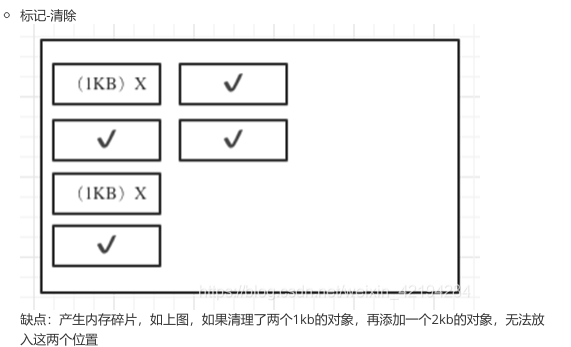 标记-清除
（1KB）X ✓
✓ ✓
（1KB）X
✓
https://blog.csdn.net/weixin_42194284
缺点：产生内存碎片，如上图，如果清理了两个1kb的对象，再添加一个2kb的对象，无法放
入这两个位置